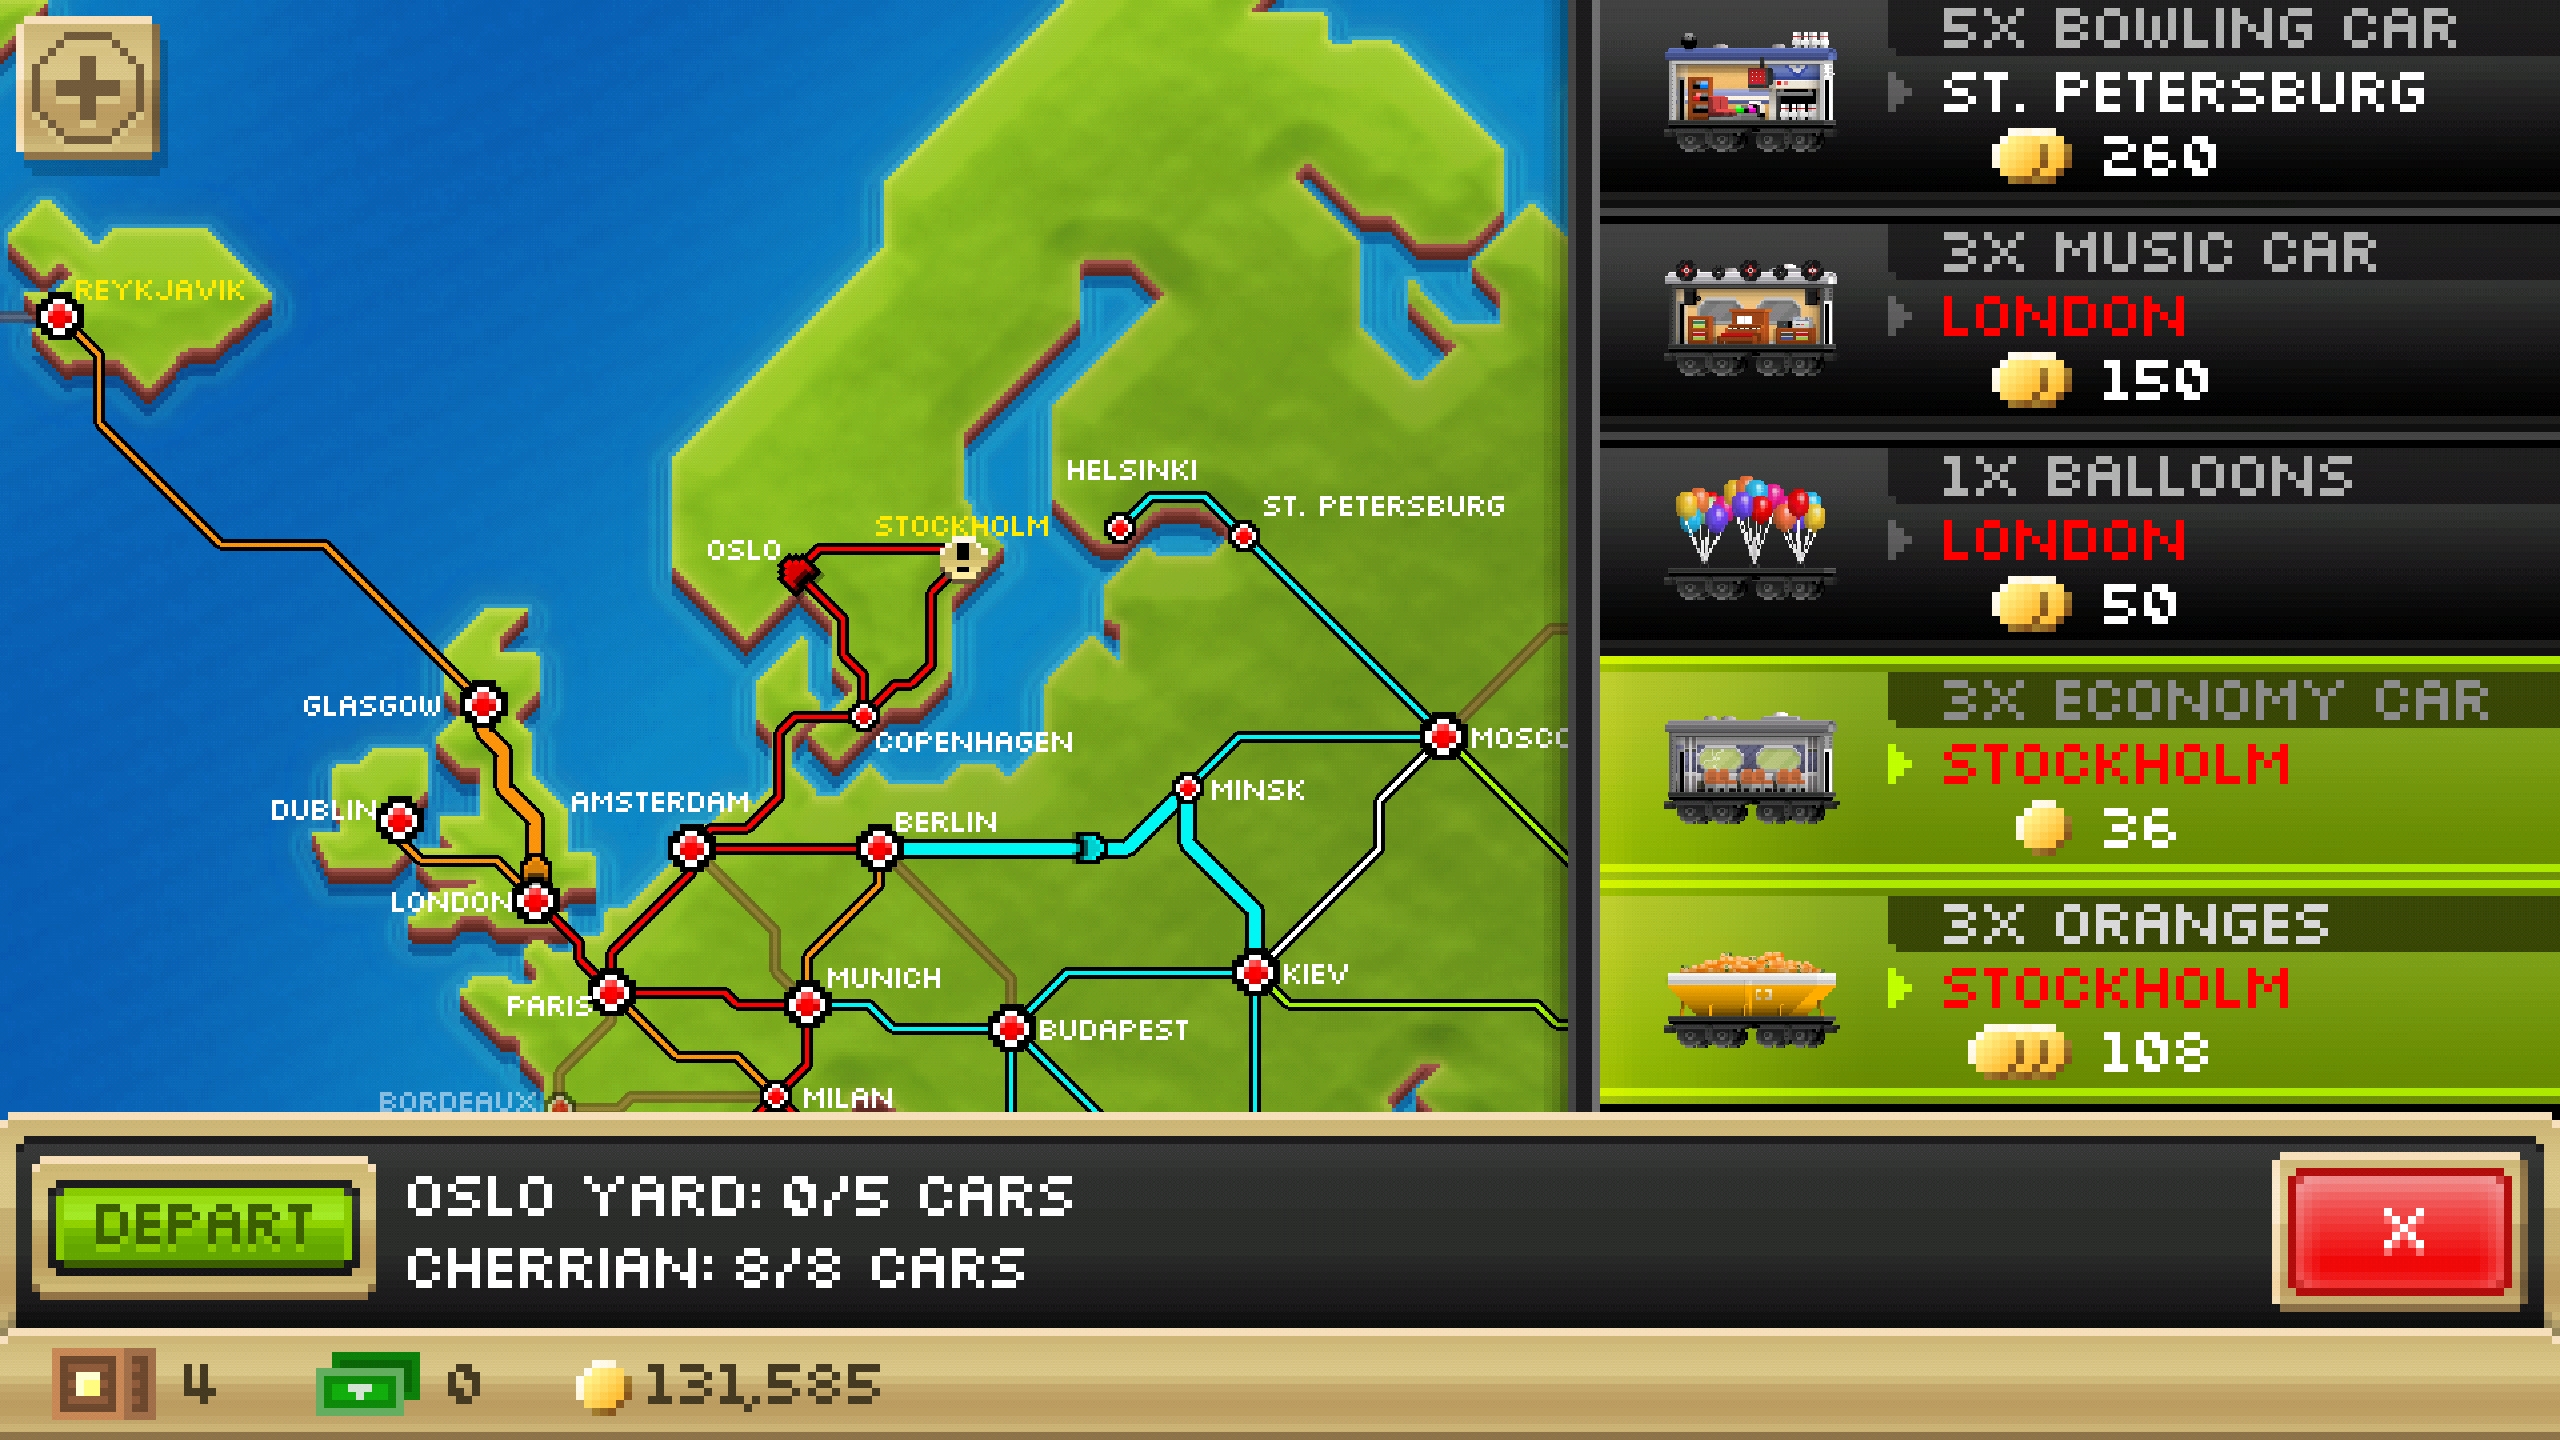 5X BOWLING CAR
ST. PETERSBURG
260
3X MUSIC CAR
LONDON
150
1X BALLOONS
LONDON
50
3X ECONOMY CAR
STOCKHOLM
36
3X ORANGES
STOCKHOLM
108
REYKJAVIK
HELSINKI
ST. PETERSBURG
STOCKHOLM
OSLO
GLASGOW
COPENHAGEN
MOSCO
DUBLIN
AMSTERDAM
MINSK
BERLIN
LONDON
MUNICH
KIEV
PARIS
BUDAPEST
BORDEAUX
MILAN
DEPART
OSLO YARD: 0/5 CARS
CHERRIAN: 8/8 CARS
X
4
0
131,585